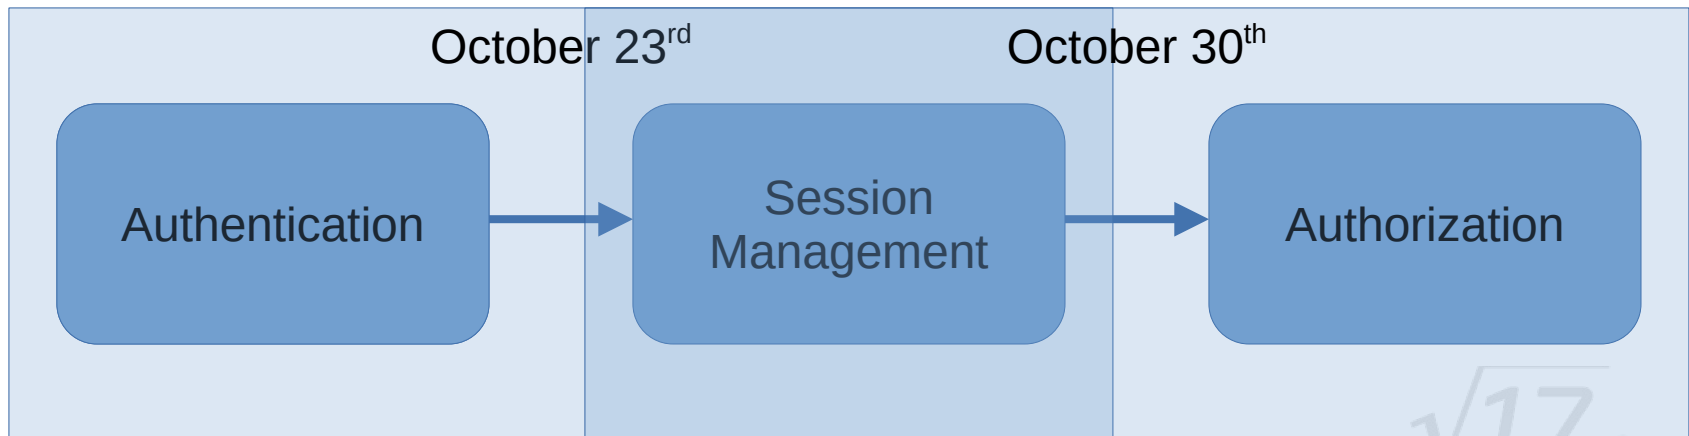 October 23rd
October 30th
Authentication
Session
Management
Authorization
√17